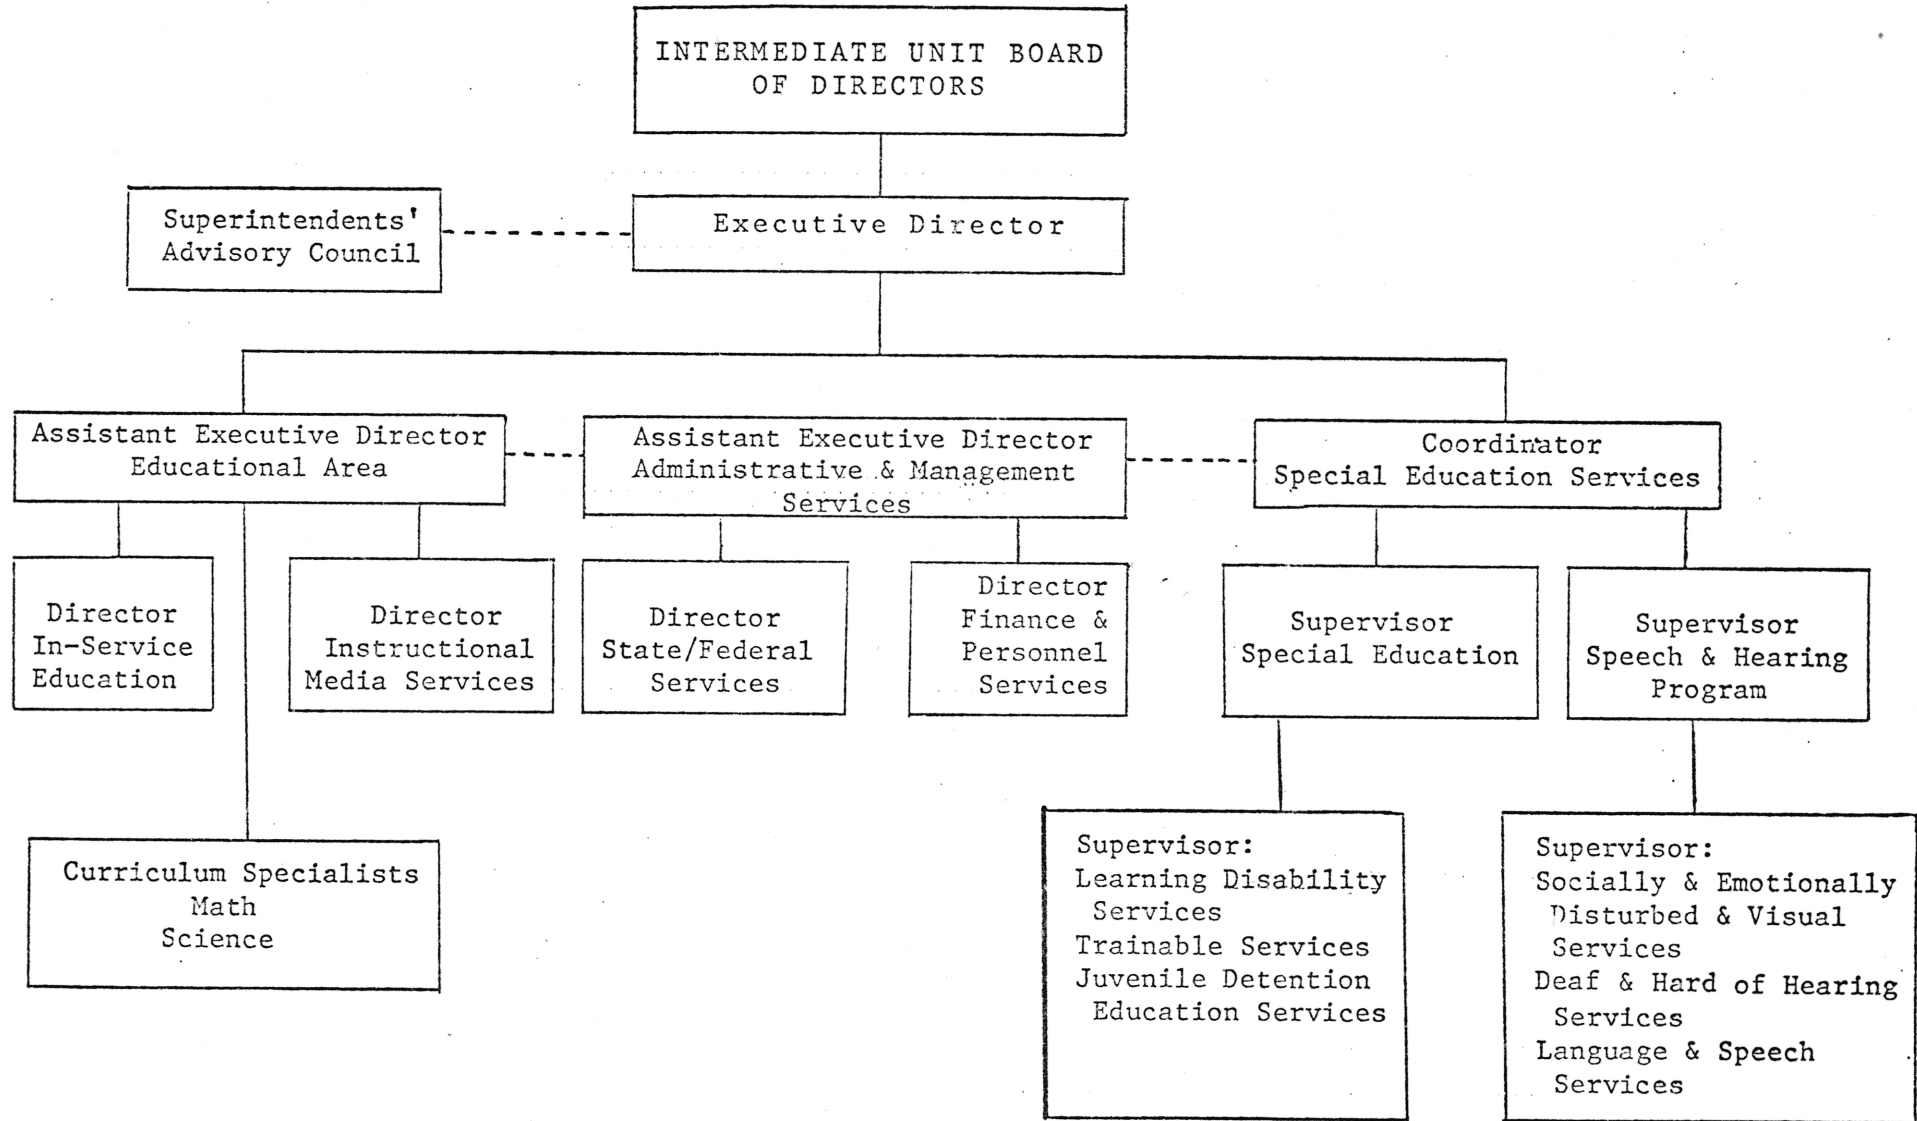 INTERMEDIATE UNIT BOARD
OF DIRECTORS
Superintendents'
Advisory Council
Executive Director
Assistant Executive Director
Educational Area
Assistant Executive Director
Administrative & Management
Services
Coordinator
Special Education Services
Director
In-Service
Education
Director
Instructional
Media Services
Director
State/Federal
Services
Director
Finance &
Personnel
Services
Supervisor
Special Education
Supervisor
Speech & Hearing
Program
Curriculum Specialists
Math
Science
Supervisor:
Learning Disability
Services
Trainable Services
Juvenile Detention
Education Services
Supervisor:
Socially & Emotionally
Disturbed & Visual
Services
Deaf & Hard of Hearing
Services
Language & Speech
Services